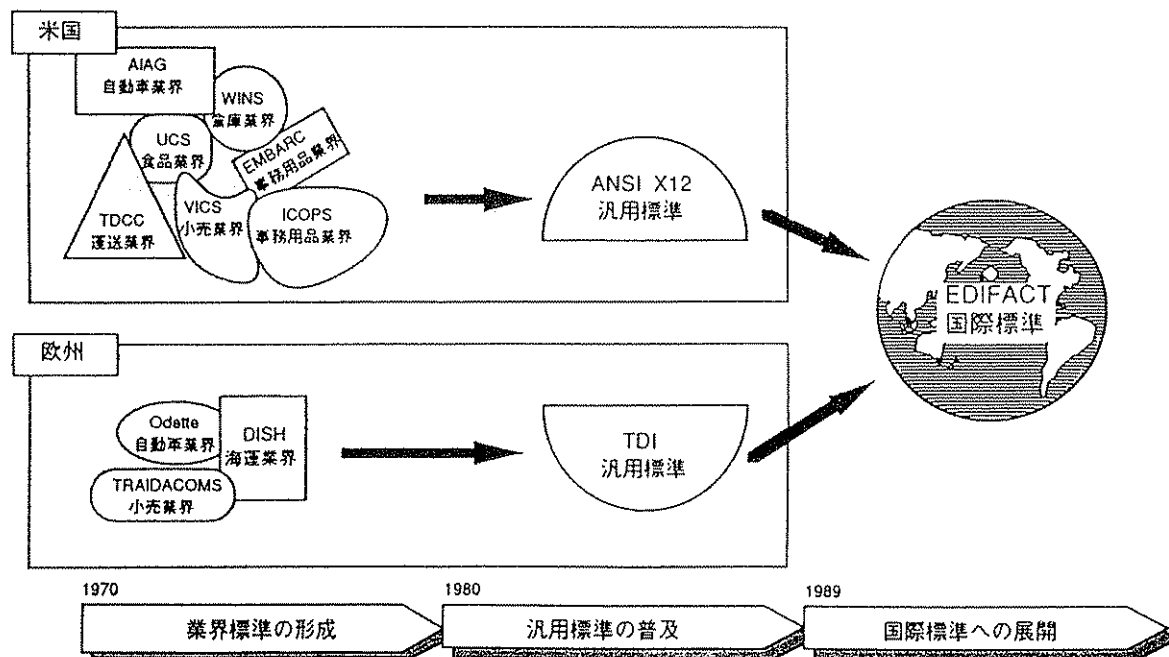 米国
AIAG
自動車業界
WINS
倉庫業界
UCS
食品業界
EMBARC
事務用品業界
TDCC
運送業界
VICS
小売業界
ICOPS
事務用品業界
ANSI X12
汎用標準
EDIFACT
国際標準
欧州
Odette
自動車業界
DISH
海運業界
TRAIDACOMS
小売業界
TDI
汎用標準
1970
1980
1989
業界標準の形成
汎用標準の普及
国際標準への展開